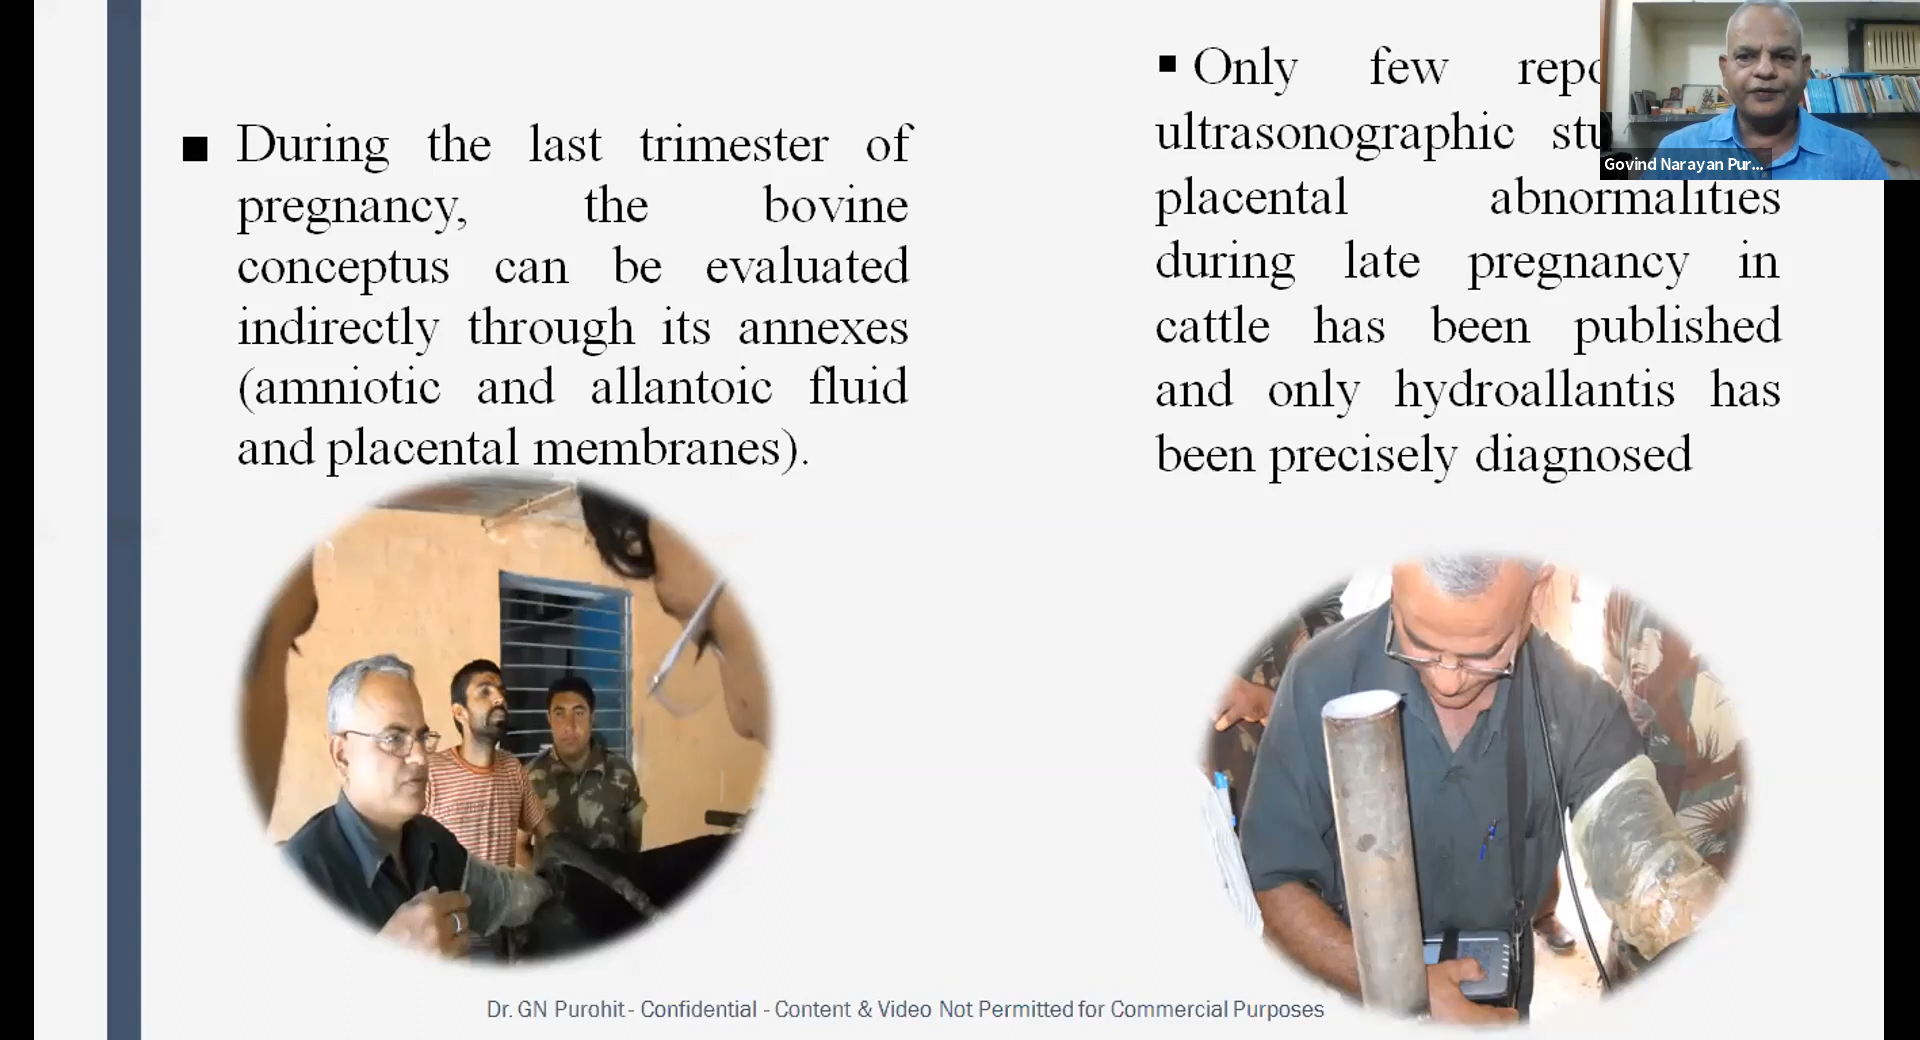 ■ During the last trimester of
pregnancy, the bovine
conceptus can be evaluated
indirectly through its annexes
(amniotic and allantoic fluid
and placental membranes).
▪ Only few
ultrasonographic
placental abnormalities
during late pregnancy in
cattle has been published
and only hydroallantis has
been precisely diagnosed
Govind Narayan Pur...
Dr. GN Purohit - Confidential - Content & Video Not Permitted for Commercial Purposes